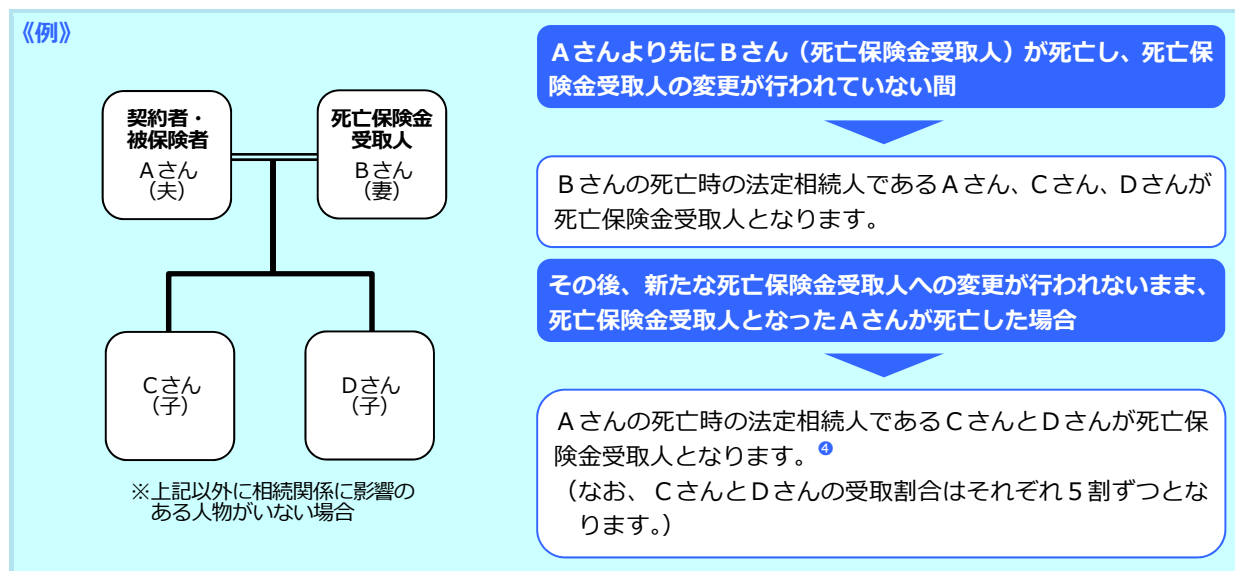 《例》
契約者・
被保険者
Aさん
（夫）
死亡保険金
受取人
Bさん
（妻）
Cさん
（子）
Dさん
（子）
※上記以外に相続関係に影響の
ある人物がいない場合
Aさんより先にBさん（死亡保険金受取人）が死亡し、死亡保
険金受取人の変更が行われていない間
Bさんの死亡時の法定相続人であるAさん、Cさん、Dさんが
死亡保険金受取人となります。
その後、新たな死亡保険金受取人への変更が行われないまま、
死亡保険金受取人となったAさんが死亡した場合
Aさんの死亡時の法定相続人であるCさんとDさんが死亡保
険金受取人となります。❹
（なお、CさんとDさんの受取割合はそれぞれ5割ずつとな
ります。）